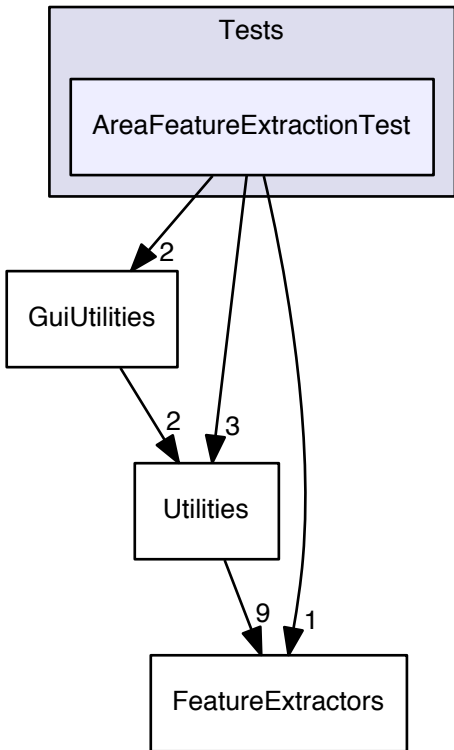 Tests
AreaFeatureExtractionTest
2
GuiUtilities
2
3
Utilities
9
1
FeatureExtractors